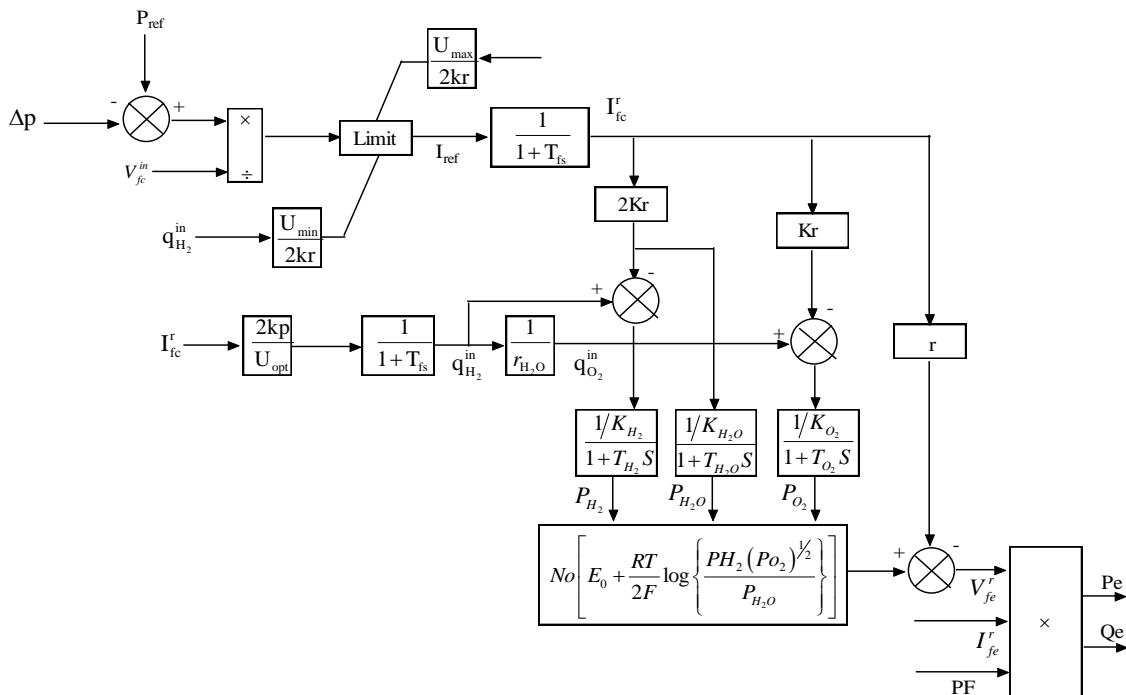 P_ref
U_max
2kr
Δp
-
+
×
÷
V_fc^in
Limit
I_ref
1
1 + T_fs
I_fc^r
q_H₂^in
U_min
2kr
2Kr
Kr
-
+
-
+
r
I_fc^r
2kp
U_opt
1
1 + T_fs
q_H₂^in
1
r_H₂O
q_O₂^in
1/K_H₂
1+T_H₂ S
1/K_H₂O
1+T_H₂O S
1/K_O₂
1+T_O₂ S
P_H₂
P_H₂O
P_O₂
No[E₀ + RT/2F log{PH₂(Po₂)^1/2 / P_H₂O}]
+
-
V_fe^r
I_fe^r
PF
×
Pe
Qe